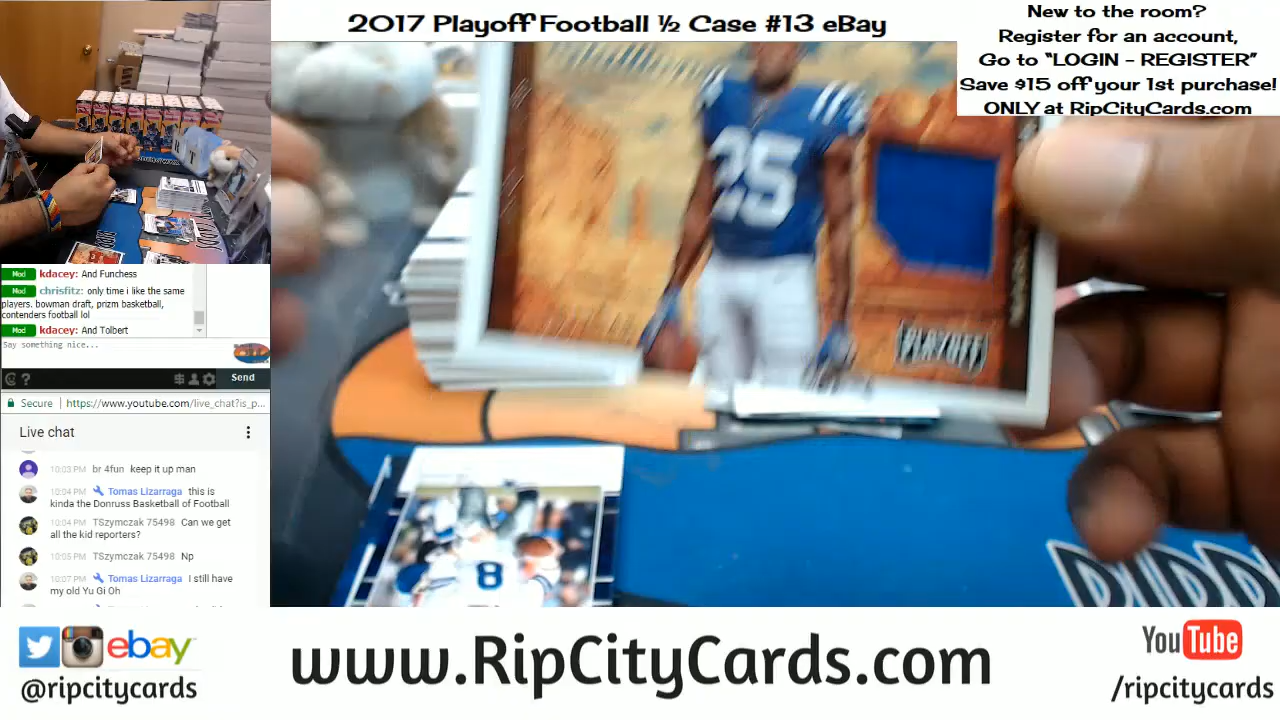 2017 Playoff Football ½ Case #13 eBay
New to the room?
Register for an account,
Go to "LOGIN - REGISTER"
Save $15 off your 1st purchase!
ONLY at RipCityCards.com
25
PLAYOFF
8
Mod kdacey: And Funchess
Mod chrisfitz: only time i like the same
players. bowman draft, prizm basketball,
contenders football lol
Mod kdacey: And Tolbert
Say something nice...
Send
Secure https://www.youtube.com/live_chat?is_p...
Live chat
10:03 PM br 4fun keep it up man
10:04 PM Tomas Lizarraga this is
kinda the Donruss Basketball of Football
10:04 PM TSzymczak 75498 Can we get
all the kid reporters?
10:05 PM TSzymczak 75498 Np
10:07 PM Tomas Lizarraga I still have
my old Yu Gi Oh
ebay
@ripcitycards
www.RipCityCards.com
YouTube
/ripcitycards